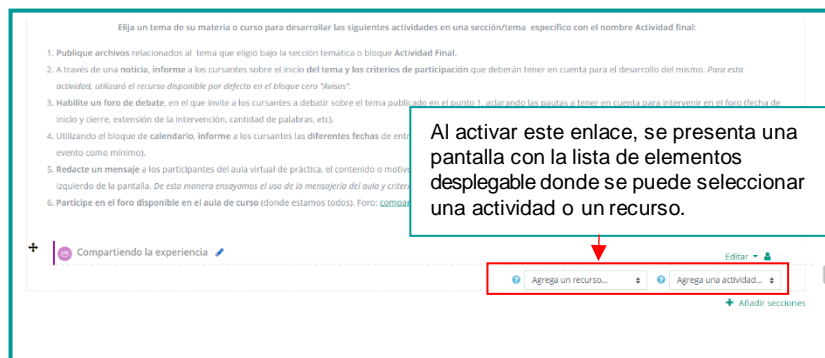 Elija un tema de su materia o curso para desarrollar las siguientes actividades en una sección/tema específico con el nombre Actividad final:
1. Publique archivos relacionados al tema que eligió bajo la sección temática o bloque Actividad Final.
2. A través de una noticia, informe a los cursantes sobre el inicio del tema y los criterios de participación que deberán tener en cuenta para el desarrollo del mismo. Para esta
actividad, utilizará el recurso disponible por defecto en el bloque cero "Avisos".
3. Habilite un foro de debate, en el que invite a los cursantes a debatir sobre el tema publicado en el punto 1, aclarando las pautas a tener en cuenta para intervenir en el foro (fecha de
inicio y cierre, extensión de la intervención, cantidad de palabras, etc).
4. Utilizando el bloque de calendario, informe a los cursantes las diferentes fechas de
evento como mínimo).
5. Redacte un mensaje a los participantes del aula virtual de práctica, el contenido o
izquierdo de la pantalla. De esta manera ensayamos el uso de la mensajería del aula y
6. Participe en el foro disponible en el aula de curso (donde estamos todos). Foro:
Al activar este enlace, se presenta una
pantalla con la lista de elementos
desplegable donde se puede seleccionar
una actividad o un recurso.
Compartiendo la experiencia
Editar
Agrega un recurso... Agrega una actividad...
+ Añadir secciones